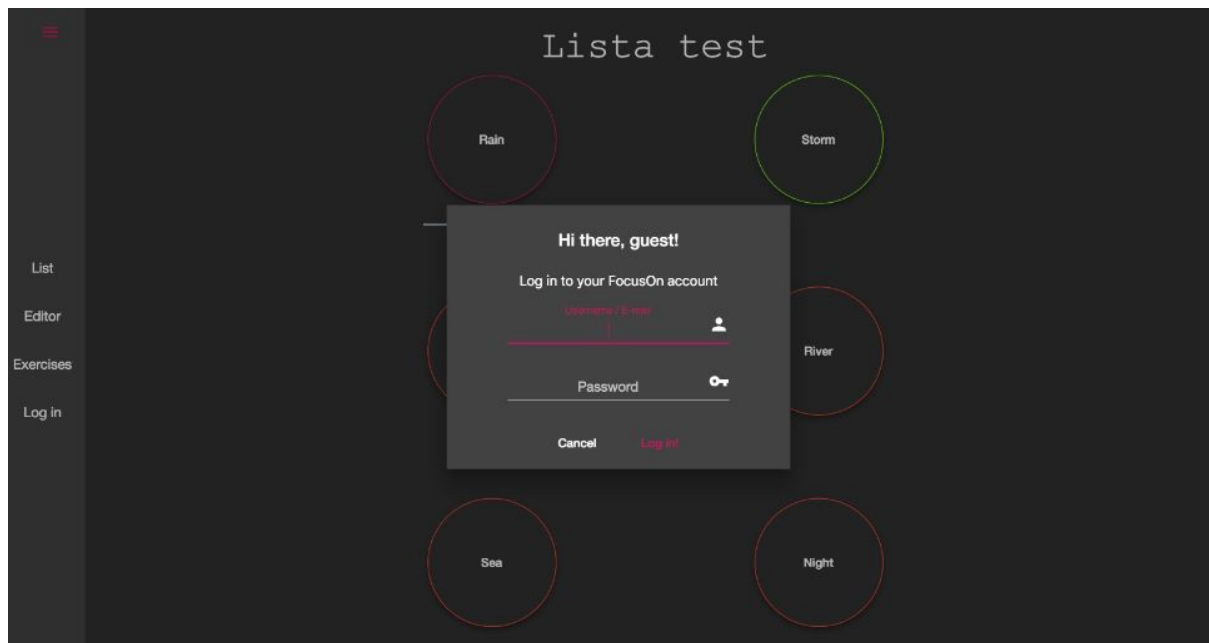 Lista test
Rain
Storm
Hi there, guest!
Log in to your FocusOn account
Username / E-mail
Password
Cancel
Log in!
List
Editor
Exercises
Log in
River
Sea
Night